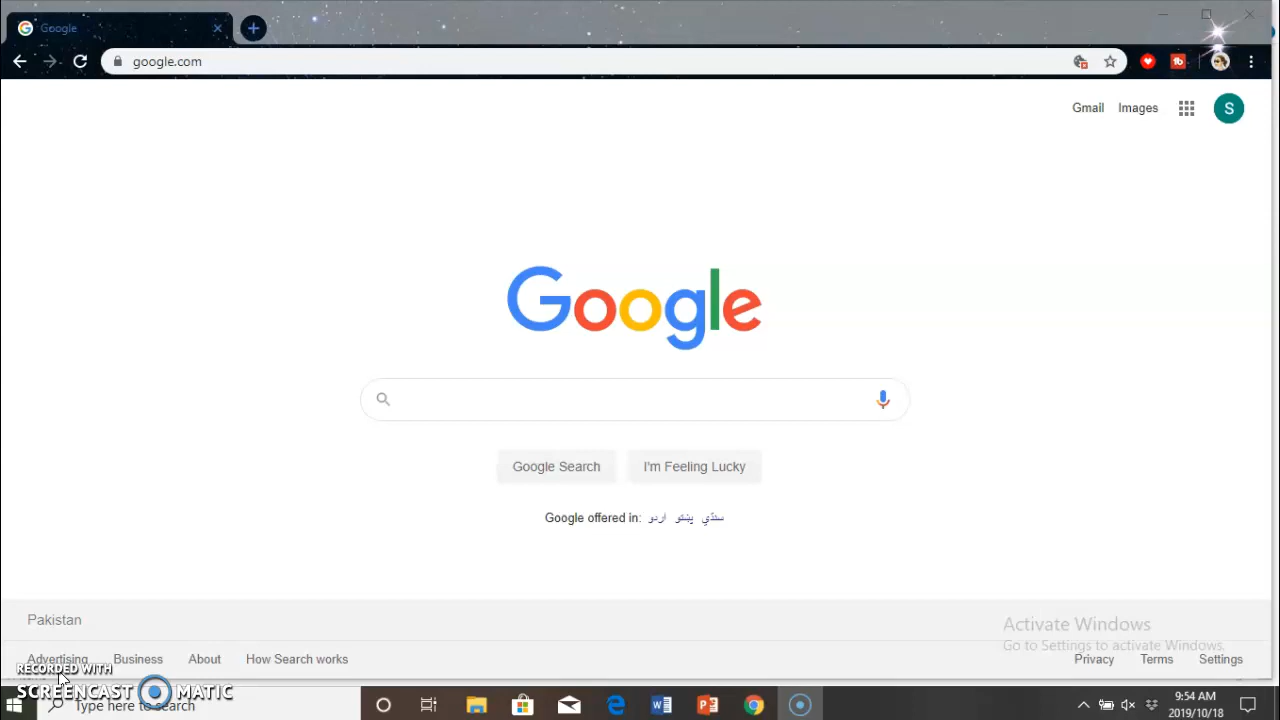 Google
google.com
Gmail Images
S
Google
Google Search I'm Feeling Lucky
Google offered in: اردو پښتو سنڌي
Pakistan
Activate Windows
Go to Settings to activate Windows.
Advertising Business About How Search works Privacy Terms Settings
RECORDED WITH
SCREENCAST MATIC
Type here to search
9:54 AM
2019/10/18